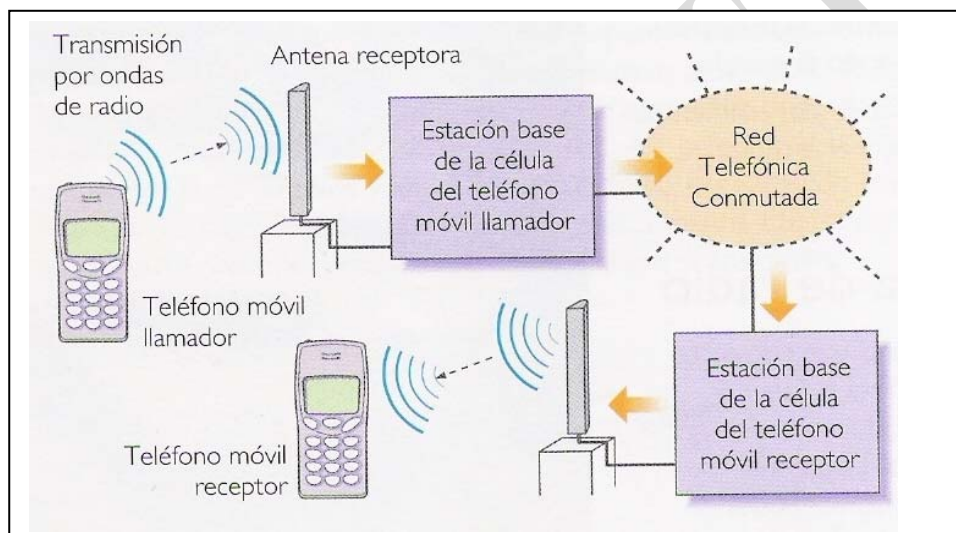 Transmisión
por ondas
de radio
Antena receptora
Estación base
de la célula
del teléfono
móvil llamador
Red
Telefónica
Conmutada
Teléfono móvil
llamador
Estación base
de la célula
del teléfono
móvil receptor
Teléfono móvil
receptor